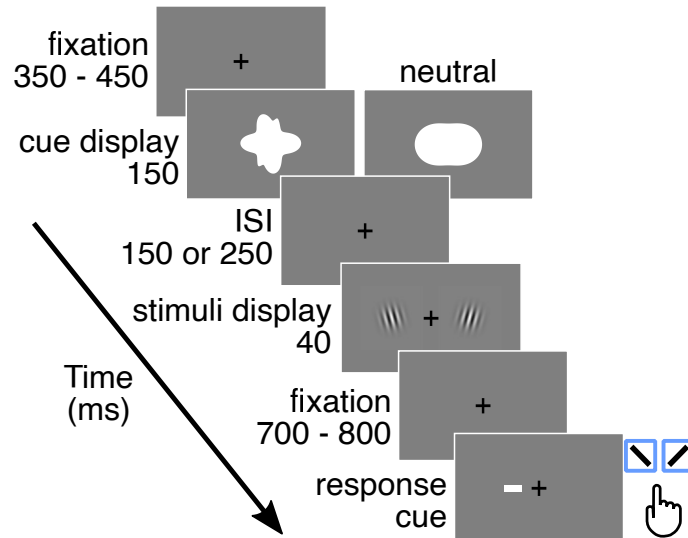 fixation
350 - 450
neutral
cue display
150
ISI
150 or 250
stimuli display
40
Time
(ms)
fixation
700 - 800
response
cue